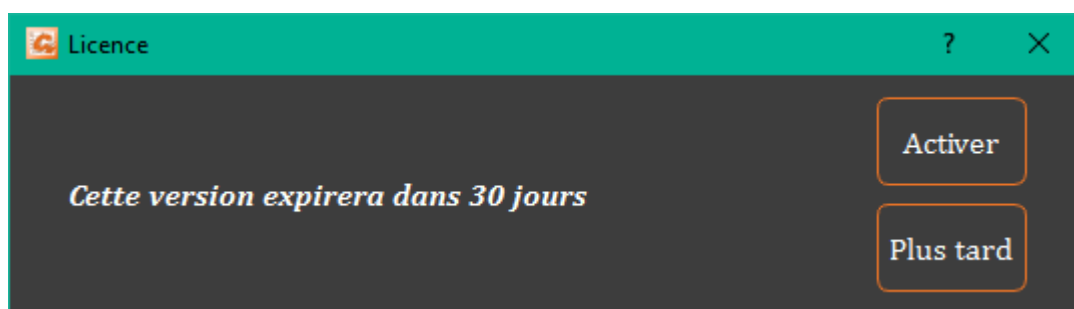 Licence ?
Activer
Cette version expirera dans 30 jours
Plus tard